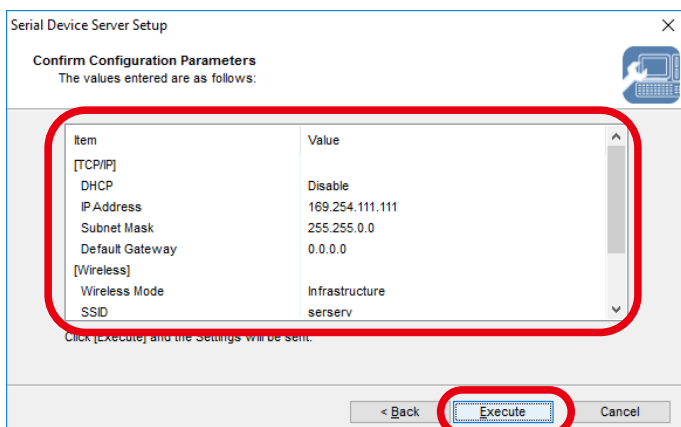 Serial Device Server Setup
Confirm Configuration Parameters
The values entered are as follows:
Item Value
[TCP/IP]
DHCP Disable
IP Address 169.254.111.111
Subnet Mask 255.255.0.0
Default Gateway 0.0.0.0
[Wireless]
Wireless Mode Infrastructure
SSID serserv
Click [Execute] and the Settings will be sent.
< Back Execute Cancel